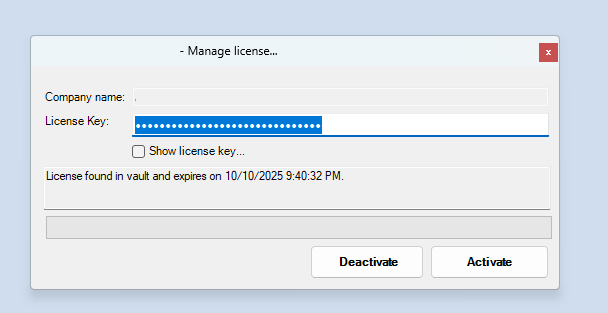 - Manage license...
x
Company name:
License Key: ••••••••••••••••••••••••••••••••
Show license key...
License found in vault and expires on 10/10/2025 9:40:32 PM.
Deactivate Activate